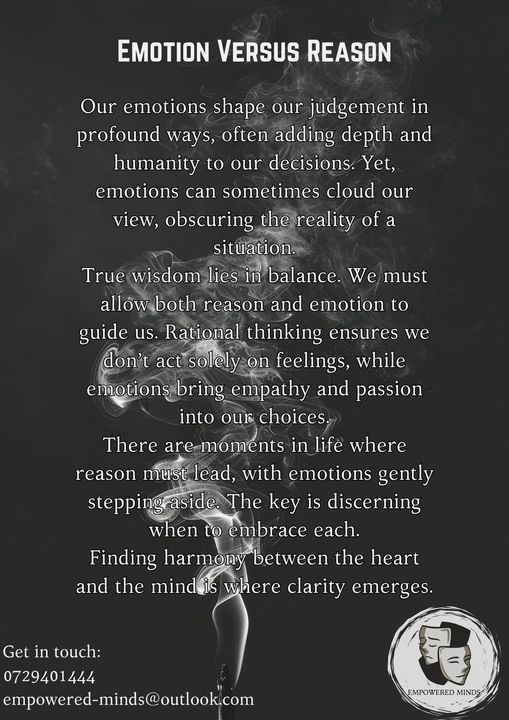 Emotion Versus Reason
Our emotions shape our judgement in
profound ways, often adding depth and
humanity to our decisions. Yet,
emotions can sometimes cloud our
view, obscuring the reality of a
situation.
True wisdom lies in balance. We must
allow both reason and emotion to
guide us. Rational thinking ensures we
don't act solely on feelings, while
emotions bring empathy and passion
into our choices.
There are moments in life where
reason must lead, with emotions gently
stepping aside. The key is discerning
when to embrace each.
Finding harmony between the heart
and the mind is where clarity emerges.
Get in touch:
0729401444
empowered-minds@outlook.com
EMPOWERED MINDS